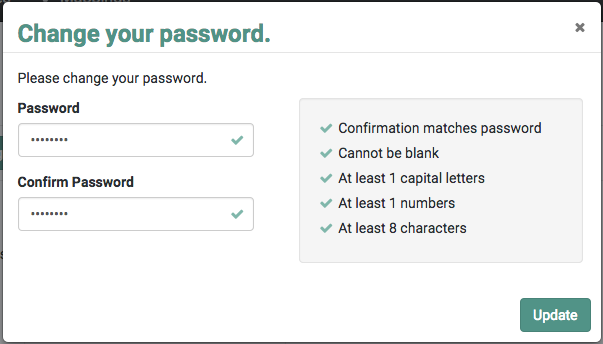 Change your password.
Please change your password.
Password
••••••••
Confirm Password
••••••••
Confirmation matches password
Cannot be blank
At least 1 capital letters
At least 1 numbers
At least 8 characters
Update